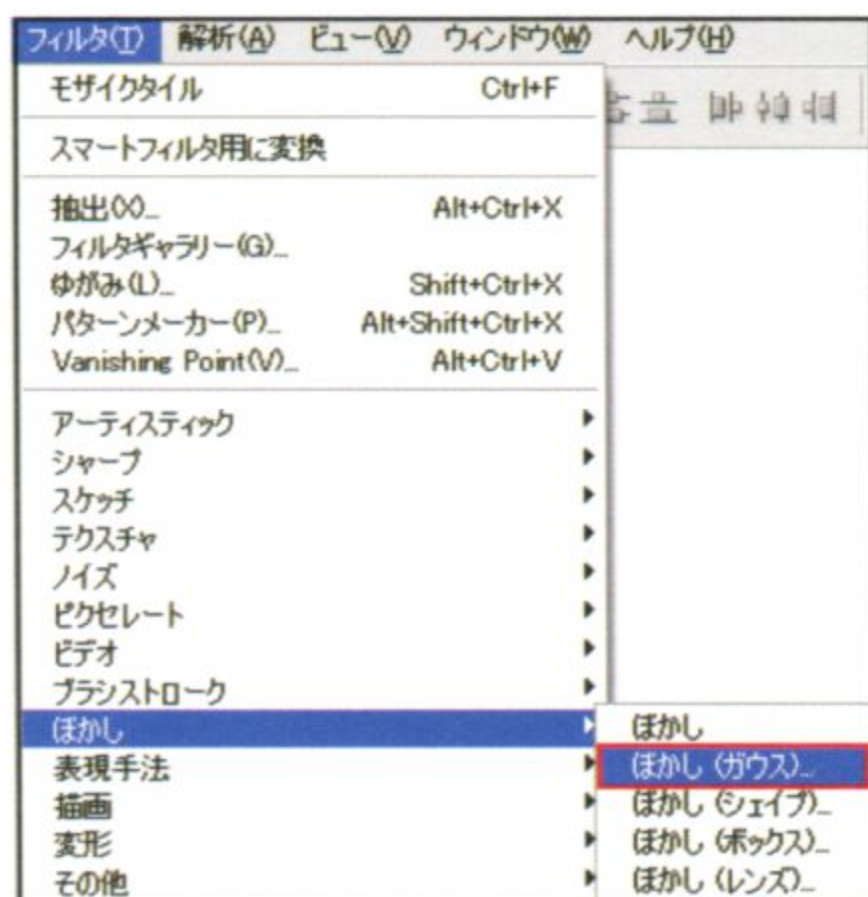 フィルタ(T) 解析(A) ビュー(V) ウィンドウ(W) ヘルプ(H)
モザイクタイル Ctrl+F
スマートフィルタ用に変換
抽出(X)... Alt+Ctrl+X
フィルタギャラリー(G)...
ゆがみ(L)... Shift+Ctrl+X
パターンメーカー(P)... Alt+Shift+Ctrl+X
Vanishing Point(V)... Alt+Ctrl+V
アーティスティック
シャープ
スケッチ
テクスチャ
ノイズ
ピクセレート
ビデオ
ブラシストローク
ぼかし
表現手法
描画
変形
その他
ぼかし
ぼかし (ガウス)...
ぼかし (シェイプ)...
ぼかし (ボックス)...
ぼかし (レンズ)...